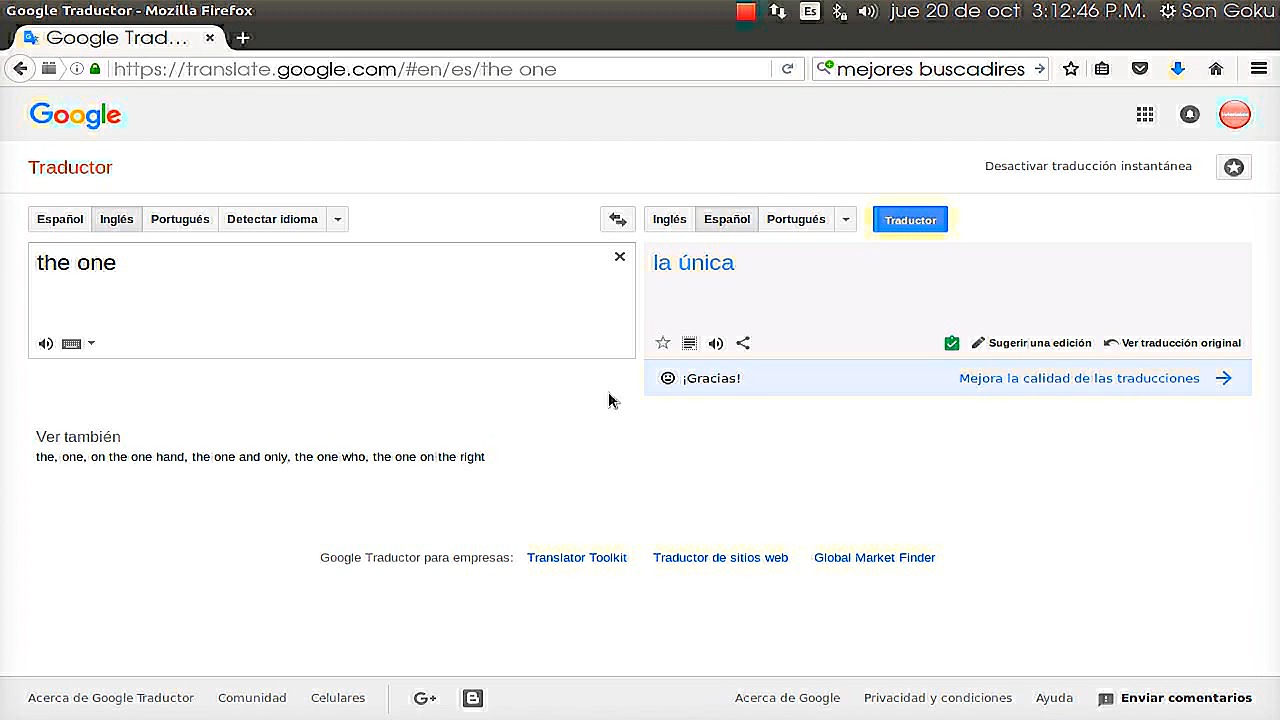 Google Traductor - Mozilla Firefox
Es
jue 20 de oct 3:12:46 P.M.
Son Goku
Google Trad...
https://translate.google.com/#en/es/the one
mejores buscadires
Google
Traductor
Desactivar traducción instantánea
Español Inglés Portugués Detectar idioma
Inglés Español Portugués
Traductor
the one
la única
Sugerir una edición
Ver traducción original
¡Gracias!
Mejora la calidad de las traducciones
Ver también
the, one, on the one hand, the one and only, the one who, the one on the right
Google Traductor para empresas: Translator Toolkit Traductor de sitios web Global Market Finder
Acerca de Google Traductor Comunidad Celulares G+ Acerca de Google Privacidad y condiciones Ayuda Enviar comentarios